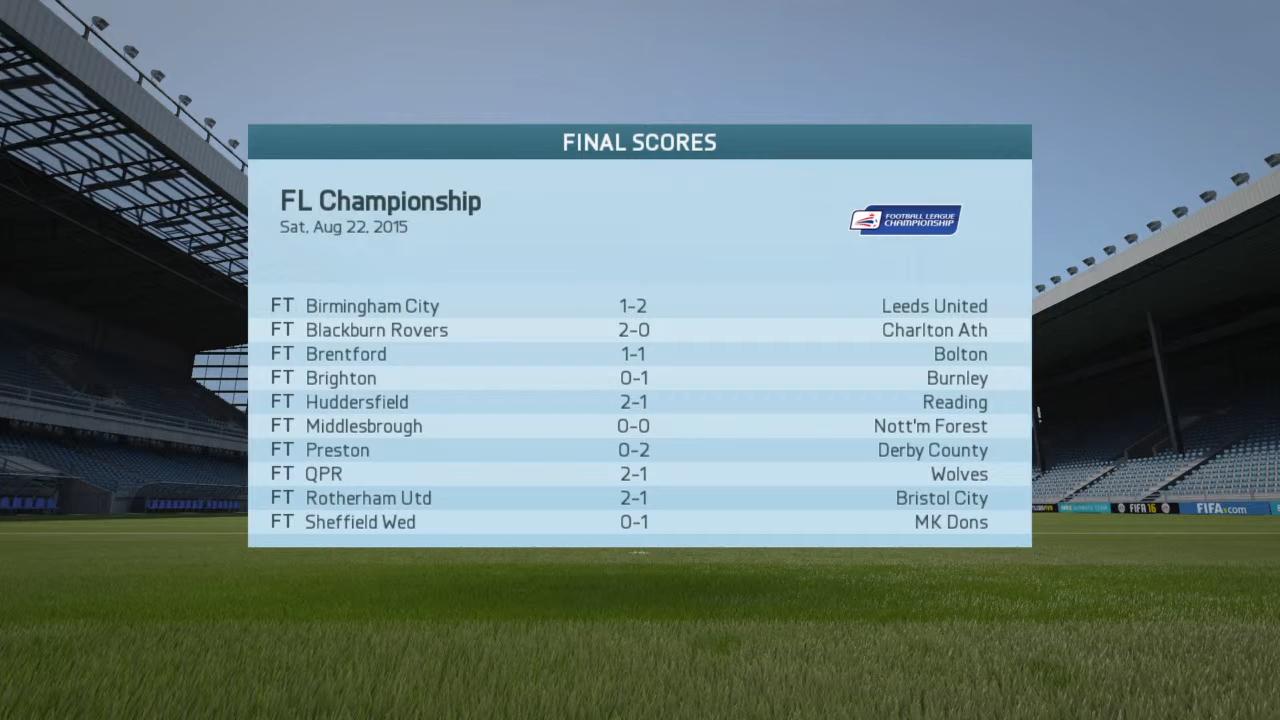 FINAL SCORES
FL Championship
Sat, Aug 22, 2015
FOOTBALL LEAGUE
CHAMPIONSHIP
FT Birmingham City 1-2 Leeds United
FT Blackburn Rovers 2-0 Charlton Ath
FT Brentford 1-1 Bolton
FT Brighton 0-1 Burnley
FT Huddersfield 2-1 Reading
FT Middlesbrough 0-0 Nott'm Forest
FT Preston 0-2 Derby County
FT QPR 2-1 Wolves
FT Rotherham Utd 2-1 Bristol City
FT Sheffield Wed 0-1 MK Dons
FIFA 16 FIFA.com